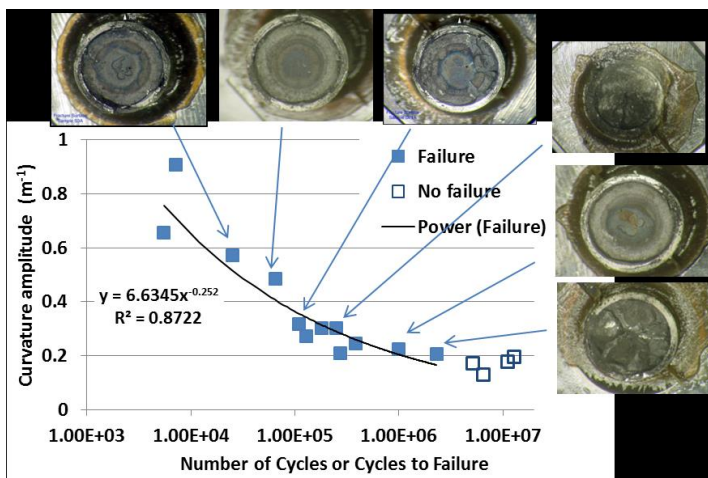 1
0.8
0.6
0.4
0.2
0
Curvature amplitude (m⁻¹)
Failure
No failure
Power (Failure)
y = 6.6345x⁻⁰·²⁵²
R² = 0.8722
1.00E+03 1.00E+04 1.00E+05 1.00E+06 1.00E+07
Number of Cycles or Cycles to Failure